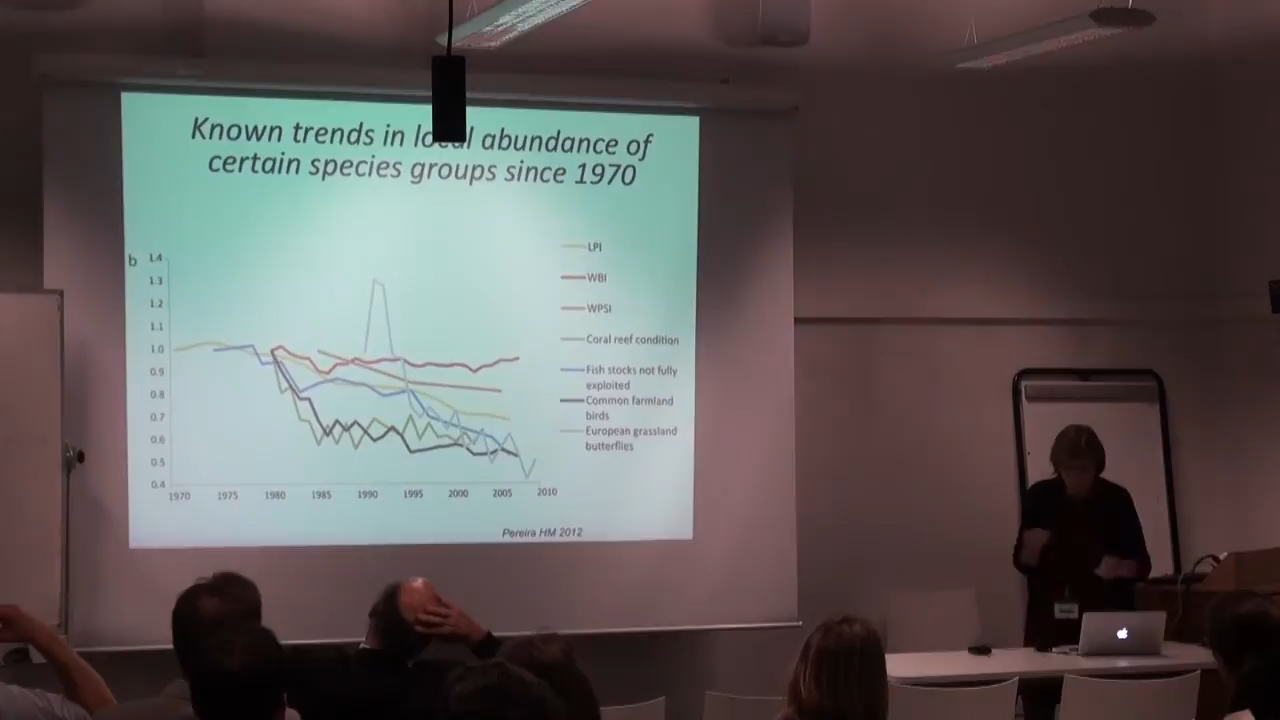 Known trends in local abundance of
certain species groups since 1970
b
1.4
1.3
1.2
1.1
1.0
0.9
0.8
0.7
0.6
0.5
0.4
1970 1975 1980 1985 1990 1995 2000 2005 2010
LPI
WBI
WPSI
Coral reef condition
Fish stocks not fully
exploited
Common farmland
birds
European grassland
butterflies
Pereira HM 2012